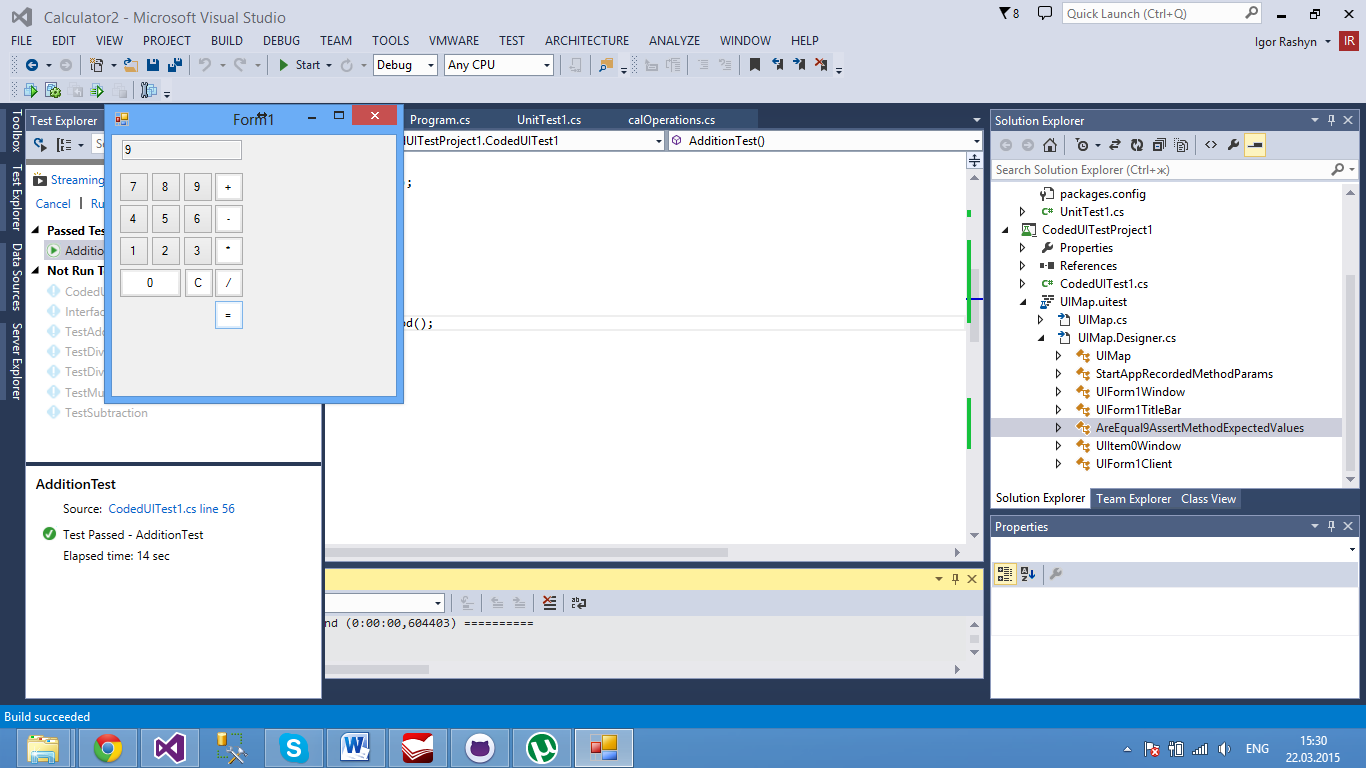 Calculator2 - Microsoft Visual Studio
8
Quick Launch (Ctrl+Q)
FILE EDIT VIEW PROJECT BUILD DEBUG TEAM TOOLS VMWARE TEST ARCHITECTURE ANALYZE WINDOW HELP
Igor Rashyn IR
Start Debug Any CPU
Toolbox
Test Explorer
Data Sources
Server Explorer
Test Explorer
Streaming
Cancel
Passed Tes
Additio
Not Run T
CodedU
Interfac
TestAdd
TestDiv
TestDiv
TestMu
TestSubtraction
AdditionTest
Source: CodedUITest1.cs line 56
Test Passed - AdditionTest
Elapsed time: 14 sec
Form1
9
7 8 9 +
4 5 6 -
1 2 3 *
0 C /
=
Program.cs UnitTest1.cs calOperations.cs
UITestProject1.CodedUITest1 AdditionTest()
);
od();
nd (0:00:00,604403) ==========
Solution Explorer
Search Solution Explorer (Ctrl+ж)
packages.config
C# UnitTest1.cs
CodedUITestProject1
Properties
References
C# CodedUITest1.cs
UIMap.uitest
UIMap.cs
UIMap.Designer.cs
UIMap
StartAppRecordedMethodParams
UIForm1Window
UIForm1TitleBar
AreEqual9AssertMethodExpectedValues
UIItem0Window
UIForm1Client
Solution Explorer Team Explorer Class View
Properties
Build succeeded
ENG
15:30
22.03.2015